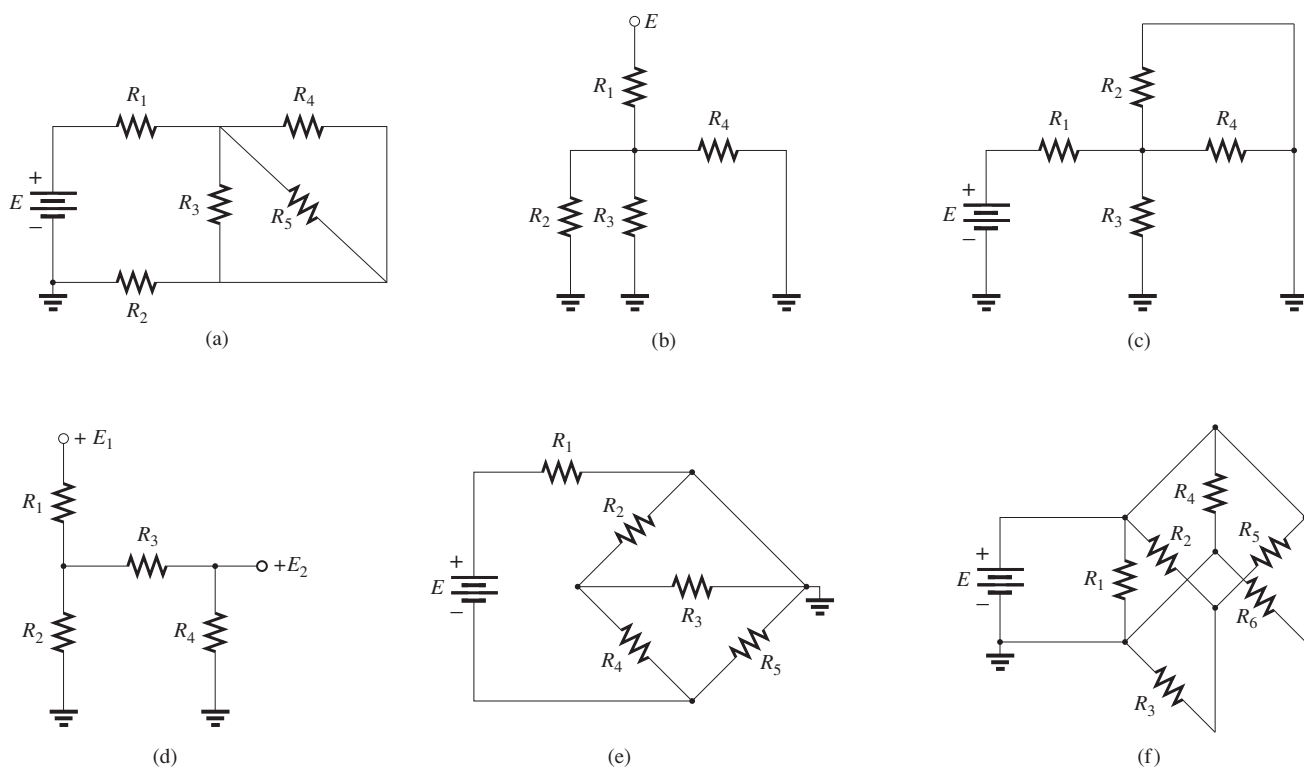 E
R1 R4
R1
+
E
−
R3
R5
R2
(a)
R4
R2 R3
(b)
R2
R1 R4
+
E
−
R3
(c)
+ E1
R1
R3
+E2
R2 R4
(d)
R1
R2
+
E
−
R3
R4 R5
(e)
R4
R2 R5
+
E
−
R1
R6
R3
(f)